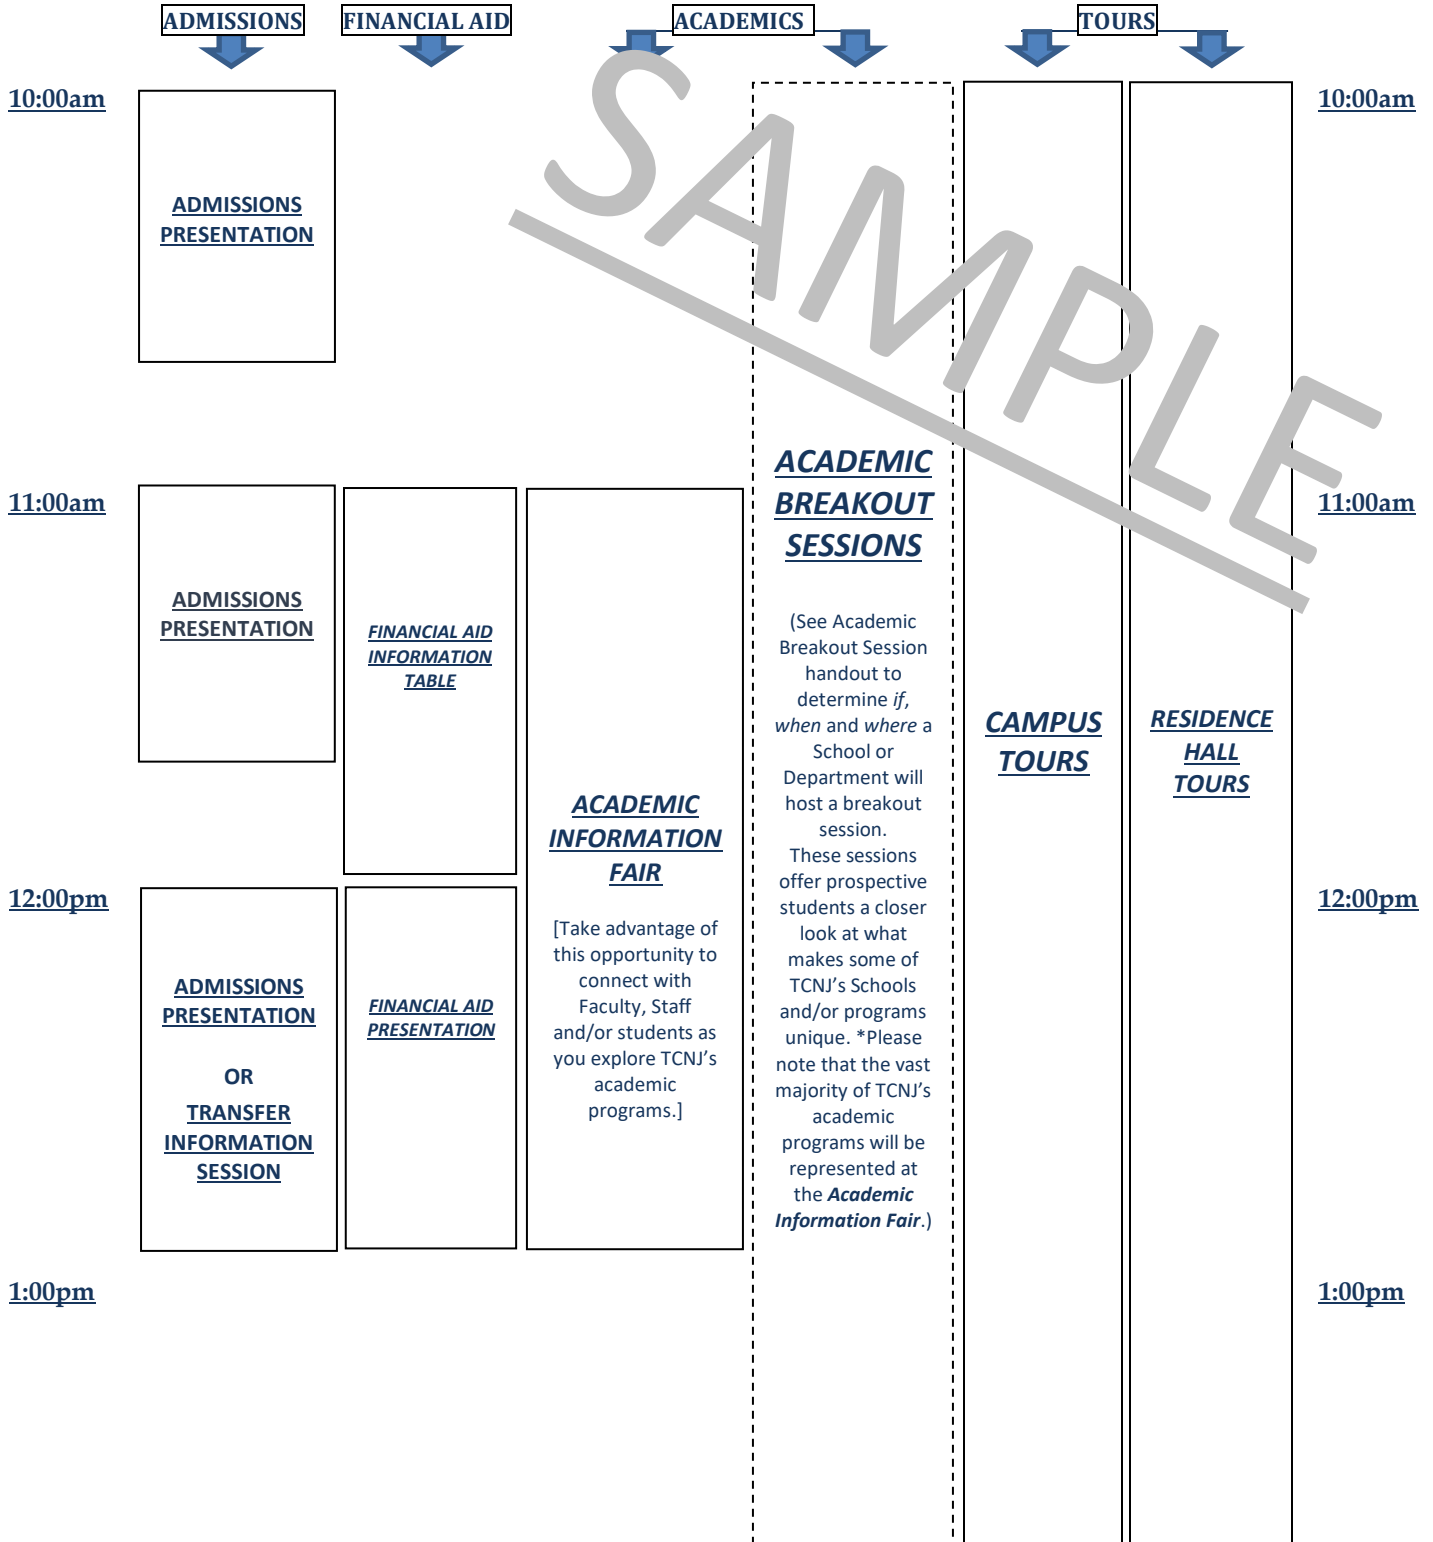 ADMISSIONS
FINANCIAL AID
ACADEMICS
TOURS
10:00am
10:00am
ADMISSIONS
PRESENTATION
SAMPLE
11:00am
11:00am
ADMISSIONS
PRESENTATION
FINANCIAL AID
INFORMATION
TABLE
12:00pm
12:00pm
ADMISSIONS
PRESENTATION
OR
TRANSFER
INFORMATION
SESSION
FINANCIAL AID
PRESENTATION
ACADEMIC
INFORMATION
FAIR
[Take advantage of
this opportunity to
connect with
Faculty, Staff
and/or students as
you explore TCNJ’s
academic
programs.]
ACADEMIC
BREAKOUT
SESSIONS
(See Academic
Breakout Session
handout to
determine if,
when and where a
School or
Department will
host a breakout
session.
These sessions
offer prospective
students a closer
look at what
makes some of
TCNJ’s Schools
and/or programs
unique. *Please
note that the vast
majority of TCNJ’s
academic
programs will be
represented at
the Academic
Information Fair.)
CAMPUS
TOURS
RESIDENCE
HALL
TOURS
1:00pm
1:00pm